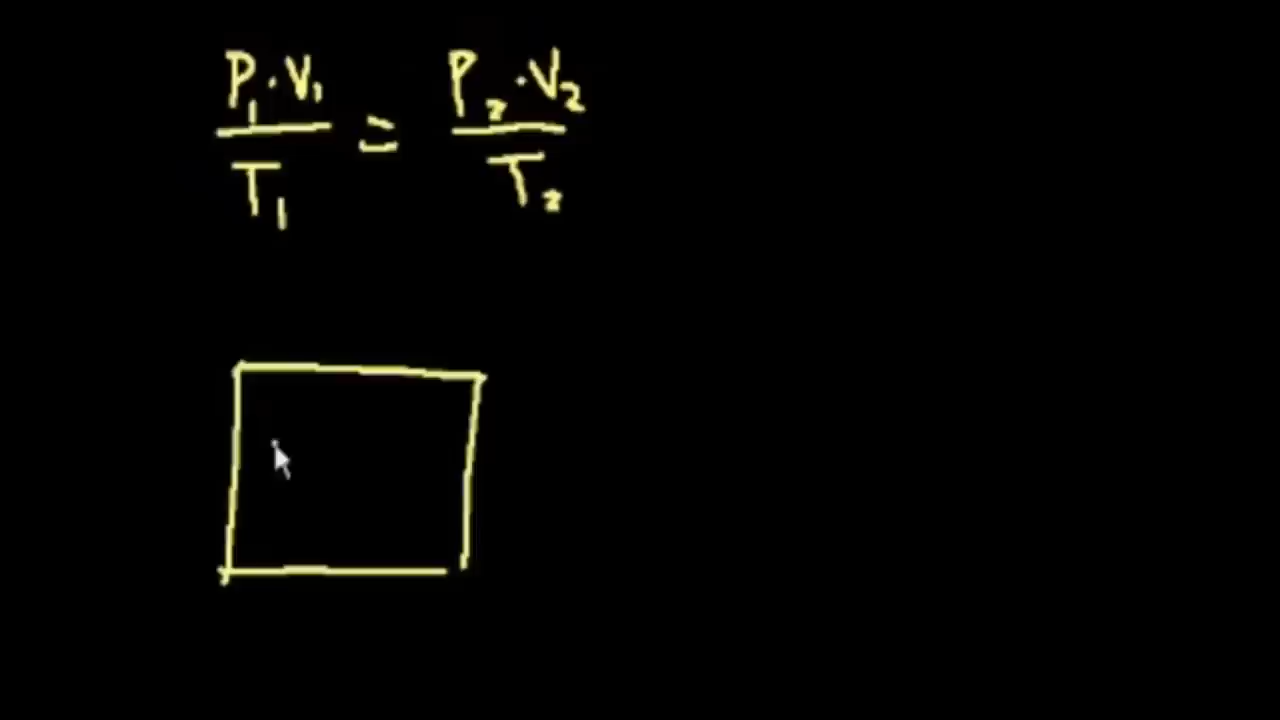 P₁·V₁/T₁ = P₂·V₂/T₂